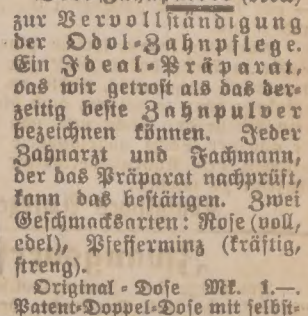 zur Vervollständigung
der Odol-Zahnpflege.
Ein Ideal-Präparat,
das wir getrost als das der-
zeitig beste Zahnpulver
bezeichnen können. Jeder
Zahnarzt und Fachmann,
der das Präparat nachprüft,
kann das bestätigen. Zwei
Geschmacksarten: Rose (voll,
edel), Pfefferminz (kräftig,
streng).
Original-Dose Mk. 1.—.
Patent-Doppel-Dose mit selbst-